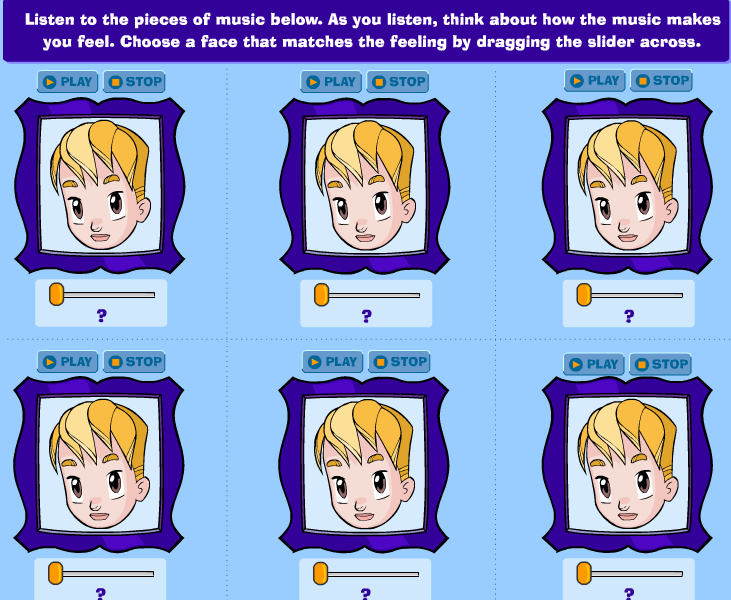 Listen to the pieces of music below. As you listen, think about how the music makes
you feel. Choose a face that matches the feeling by dragging the slider across.
PLAY STOP PLAY STOP PLAY STOP
? ? ?
PLAY STOP PLAY STOP PLAY STOP
? ? ?